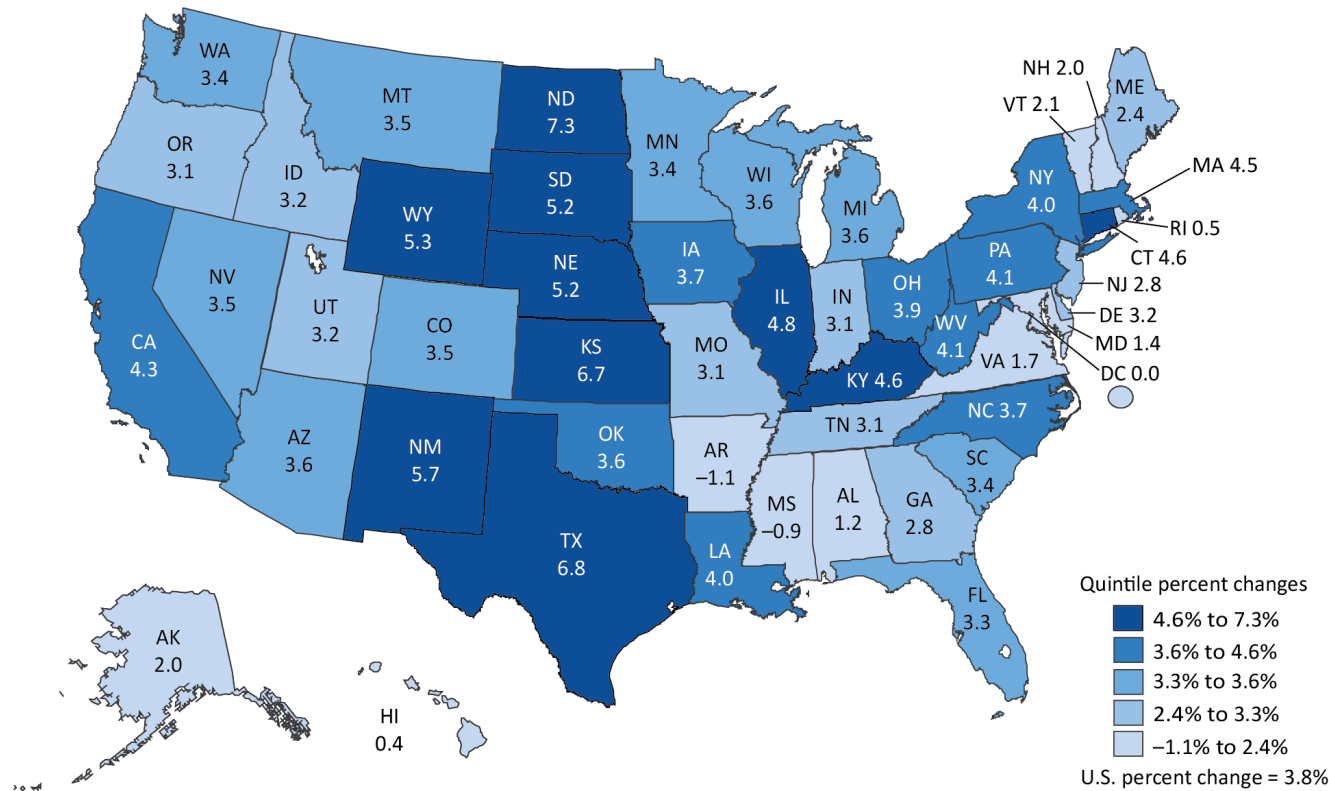 WA
3.4
MT
3.5
ND
7.3
MN
3.4
OR
3.1
ID
3.2
WY
5.3
SD
5.2
WI
3.6
MI
3.6
NH 2.0
VT 2.1
ME
2.4
NY
4.0
MA 4.5
RI 0.5
CT 4.6
NJ 2.8
DE 3.2
MD 1.4
DC 0.0
CA
4.3
NV
3.5
UT
3.2
CO
3.5
NE
5.2
IA
3.7
IL
4.8
IN
3.1
OH
3.9
PA
4.1
WV
4.1
VA 1.7
KS
6.7
MO
3.1
KY 4.6
NC 3.7
TN 3.1
AZ
3.6
NM
5.7
OK
3.6
AR
–1.1
SC
3.4
TX
6.8
LA
4.0
MS
–0.9
AL
1.2
GA
2.8
FL
3.3
AK
2.0
HI
0.4
Quintile percent changes
4.6% to 7.3%
3.6% to 4.6%
3.3% to 3.6%
2.4% to 3.3%
–1.1% to 2.4%
U.S. percent change = 3.8%